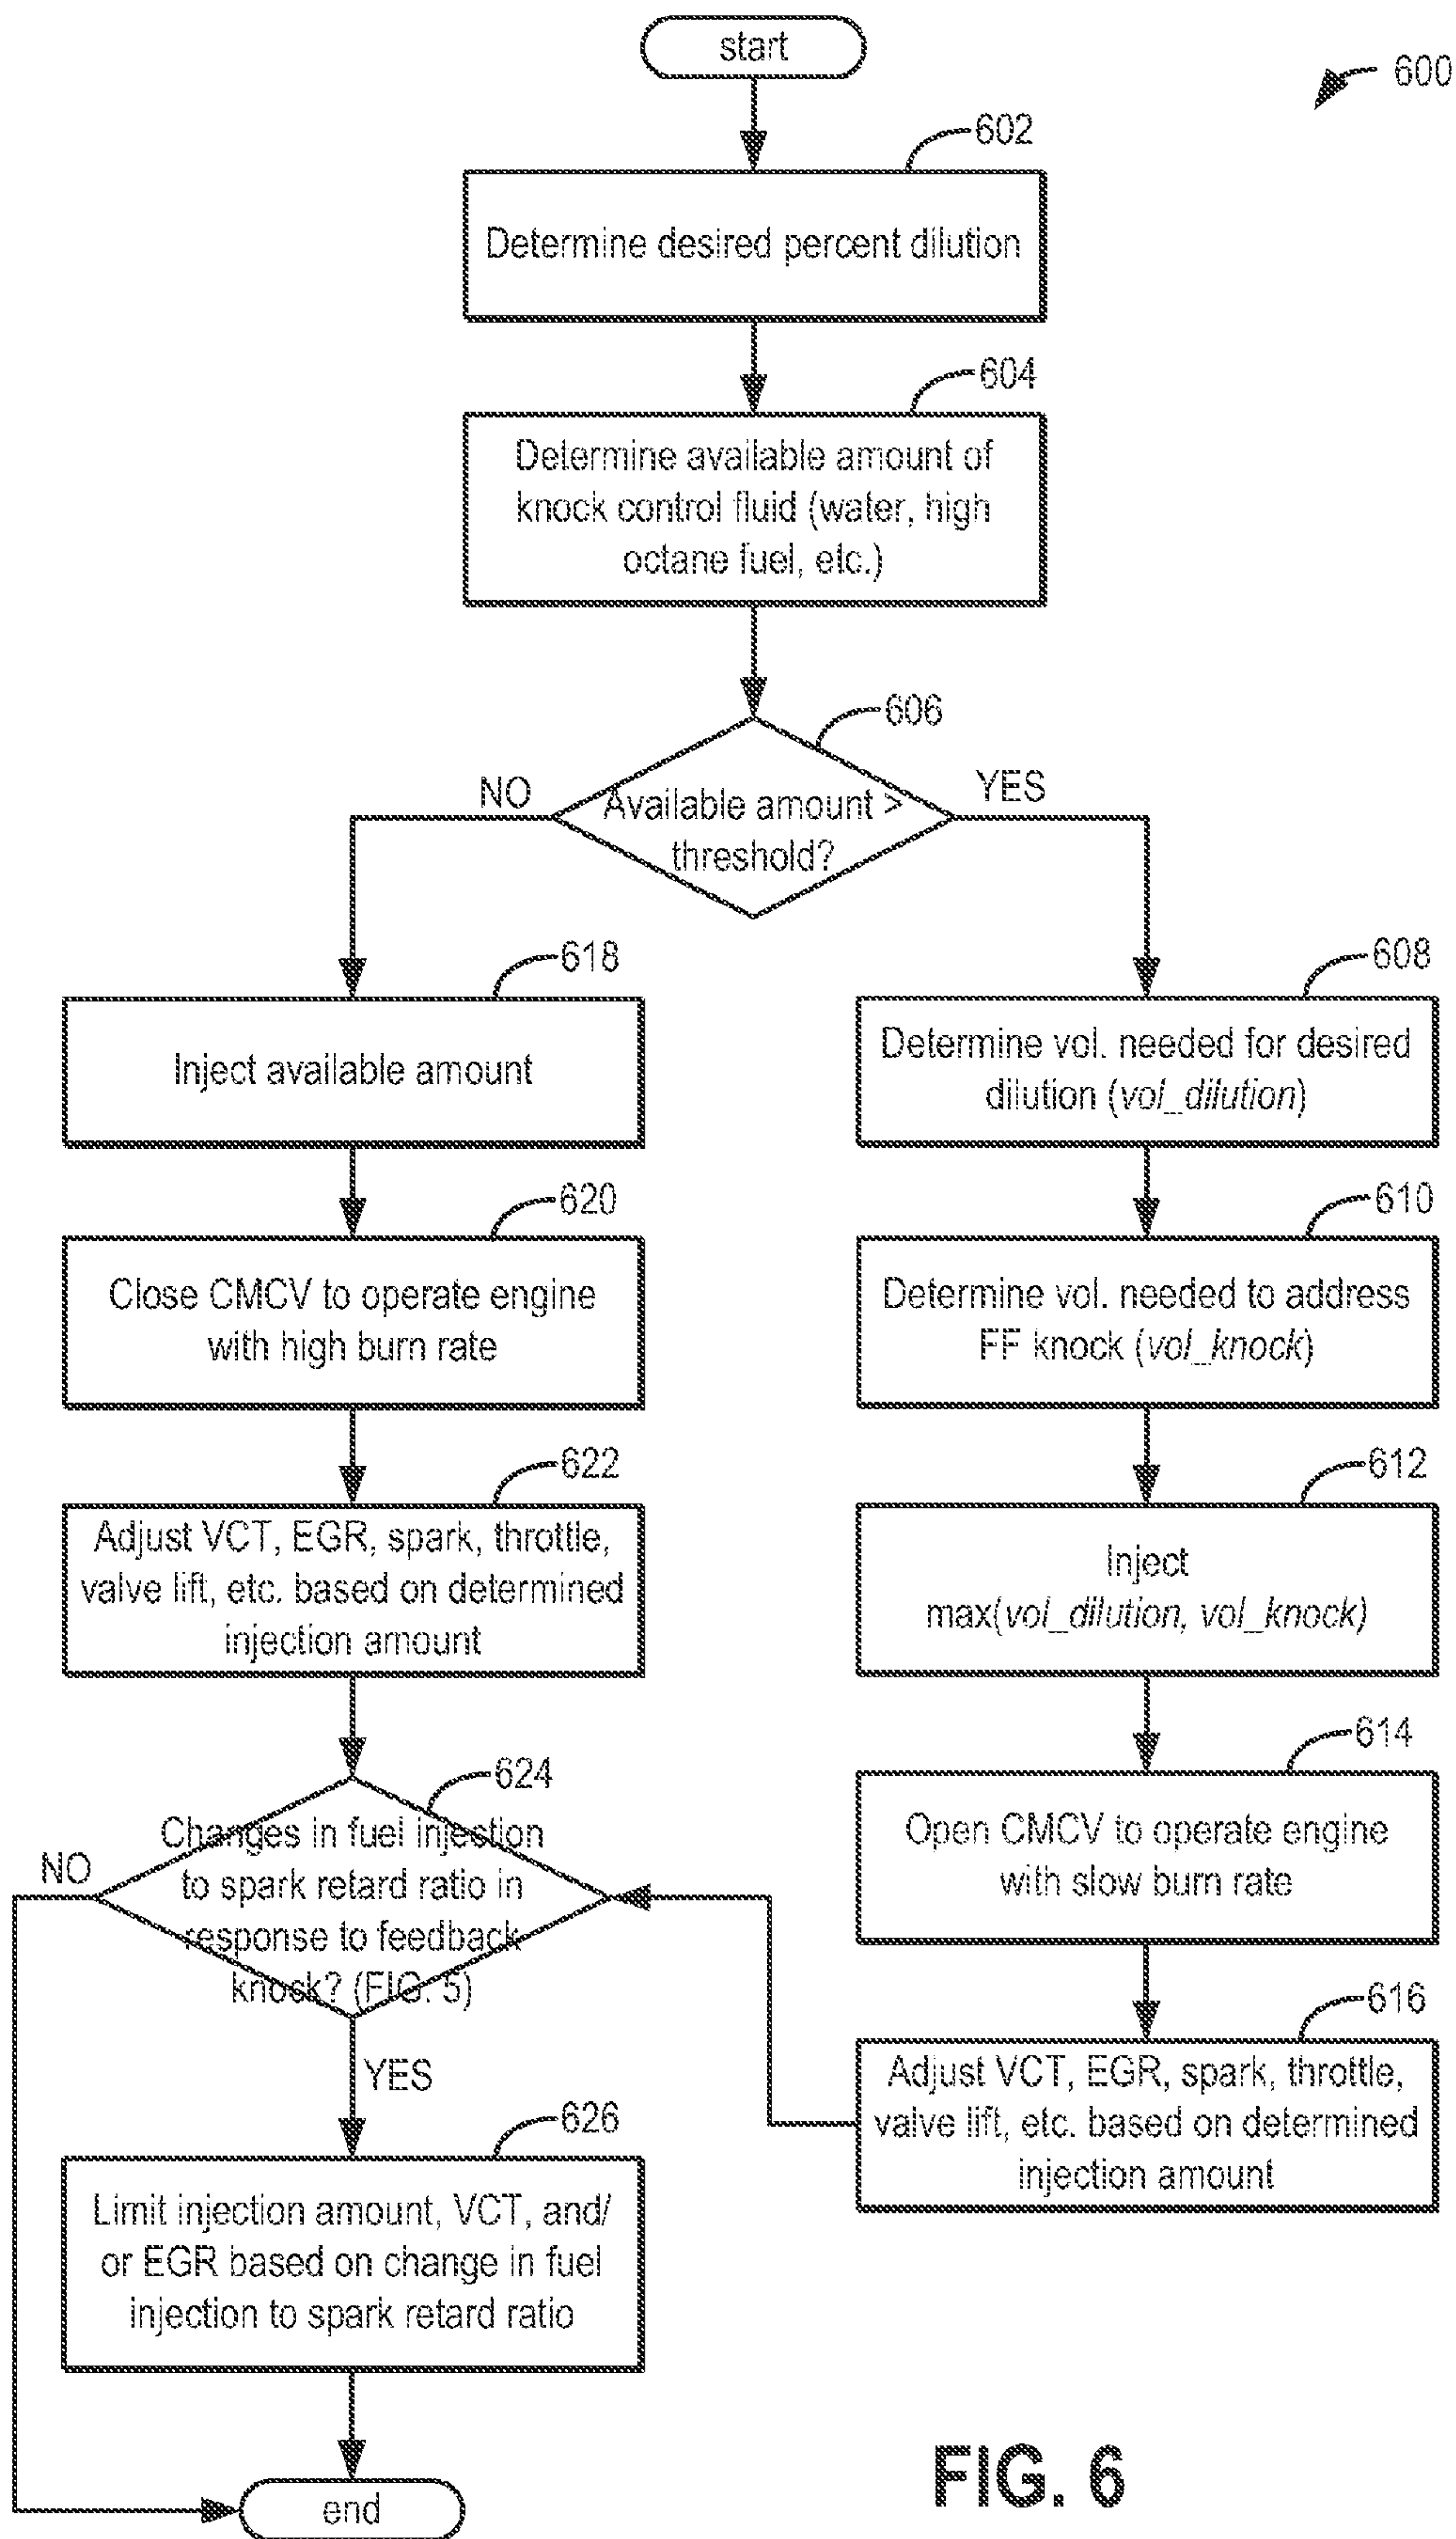 start
600
602
Determine desired percent dilution
604
Determine available amount of
knock control fluid (water, high
octane fuel, etc.)
606
NO
YES
Available amount >
threshold?
618
Inject available amount
608
Determine vol. needed for desired
dilution (vol_dilution)
620
Close CMCV to operate engine
with high burn rate
610
Determine vol. needed to address
FF knock (vol_knock)
622
Adjust VCT, EGR, spark, throttle,
valve lift, etc. based on determined
injection amount
612
Inject
max(vol_dilution, vol_knock)
614
Open CMCV to operate engine
with slow burn rate
624
Changes in fuel injection
to spark retard ratio in
response to feedback
knock? (FIG. 5)
NO
YES
616
Adjust VCT, EGR, spark, throttle,
valve lift, etc. based on determined
injection amount
626
Limit injection amount, VCT, and/
or EGR based on change in fuel
injection to spark retard ratio
end
FIG. 6